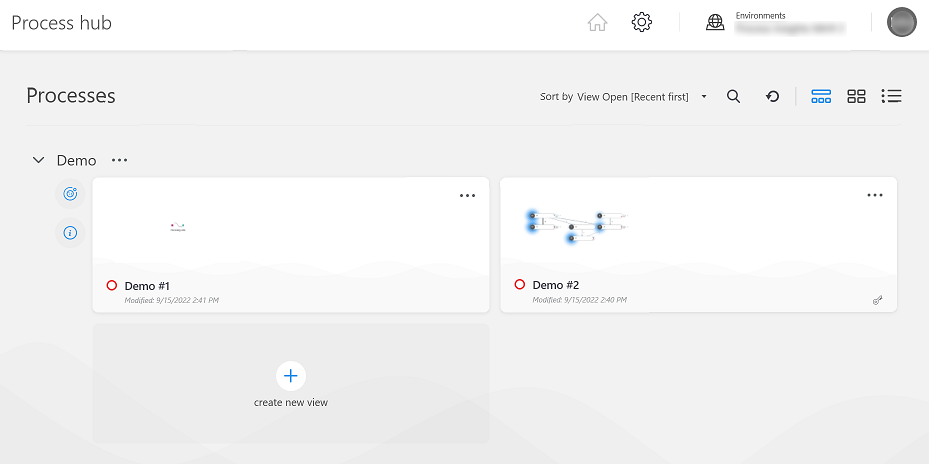 Process hub
Environments
Processes
Sort by View Open [Recent first]
Demo
Demo #1
Modified: 9/15/2022 2:41 PM
Demo #2
Modified: 9/15/2022 2:40 PM
create new view